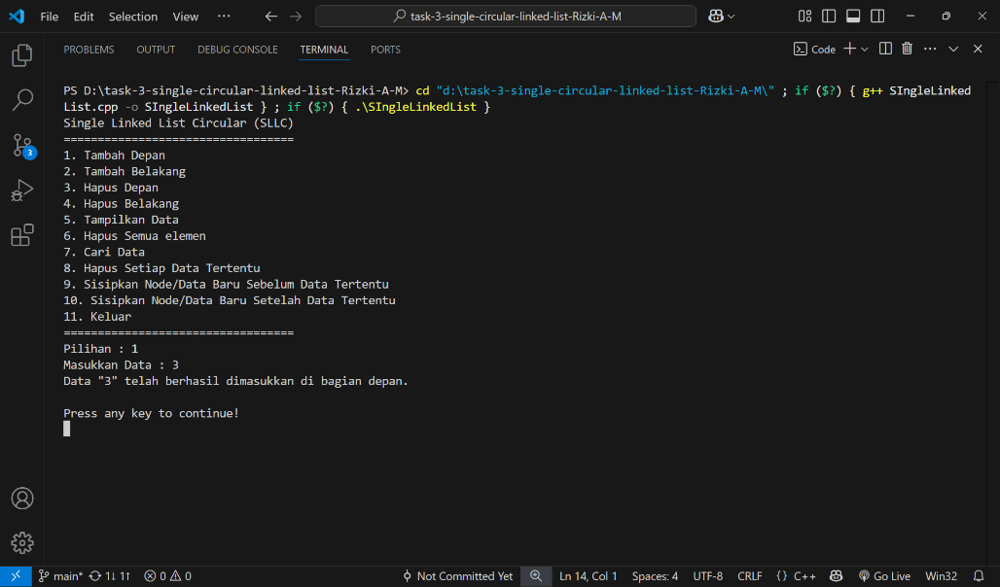 File Edit Selection View ··· task-3-single-circular-linked-list-Rizki-A-M
PROBLEMS OUTPUT DEBUG CONSOLE TERMINAL PORTS Code
PS D:\task-3-single-circular-linked-list-Rizki-A-M> cd "d:\task-3-single-circular-linked-list-Rizki-A-M\" ; if ($?) { g++ SIngleLinked
List.cpp -o SIngleLinkedList } ; if ($?) { .\SIngleLinkedList }
Single Linked List Circular (SLLC)
==================================
1. Tambah Depan
2. Tambah Belakang
3. Hapus Depan
4. Hapus Belakang
5. Tampilkan Data
6. Hapus Semua elemen
7. Cari Data
8. Hapus Setiap Data Tertentu
9. Sisipkan Node/Data Baru Sebelum Data Tertentu
10. Sisipkan Node/Data Baru Setelah Data Tertentu
11. Keluar
==================================
Pilihan : 1
Masukkan Data : 3
Data "3" telah berhasil dimasukkan di bagian depan.
Press any key to continue!
3
main* 1↓ 1↑ 0 0 Not Committed Yet Ln 14, Col 1 Spaces: 4 UTF-8 CRLF {} C++ Go Live Win32